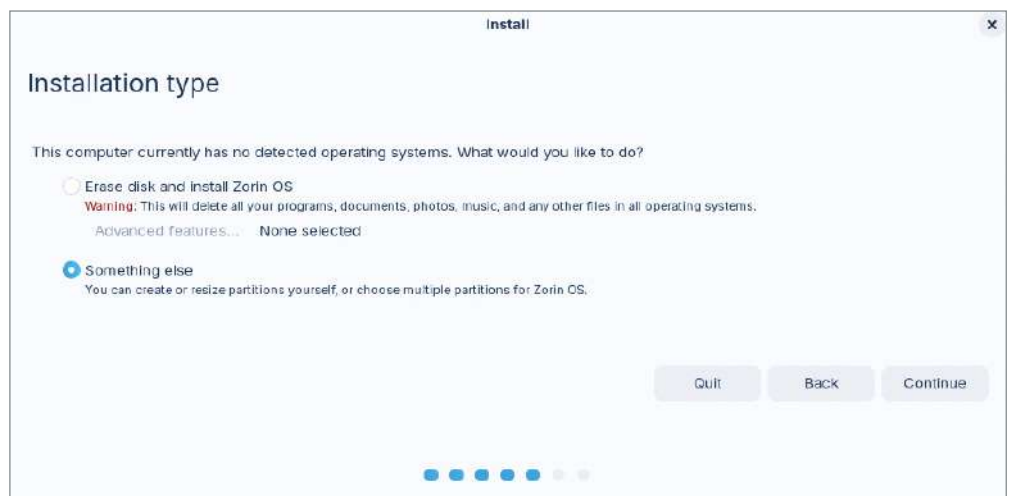 Install
Installation type
This computer currently has no detected operating systems. What would you like to do?
Erase disk and install Zorin OS
Warning: This will delete all your programs, documents, photos, music, and any other files in all operating systems.
Advanced features... None selected
Something else
You can create or resize partitions yourself, or choose multiple partitions for Zorin OS.
Quit Back Continue